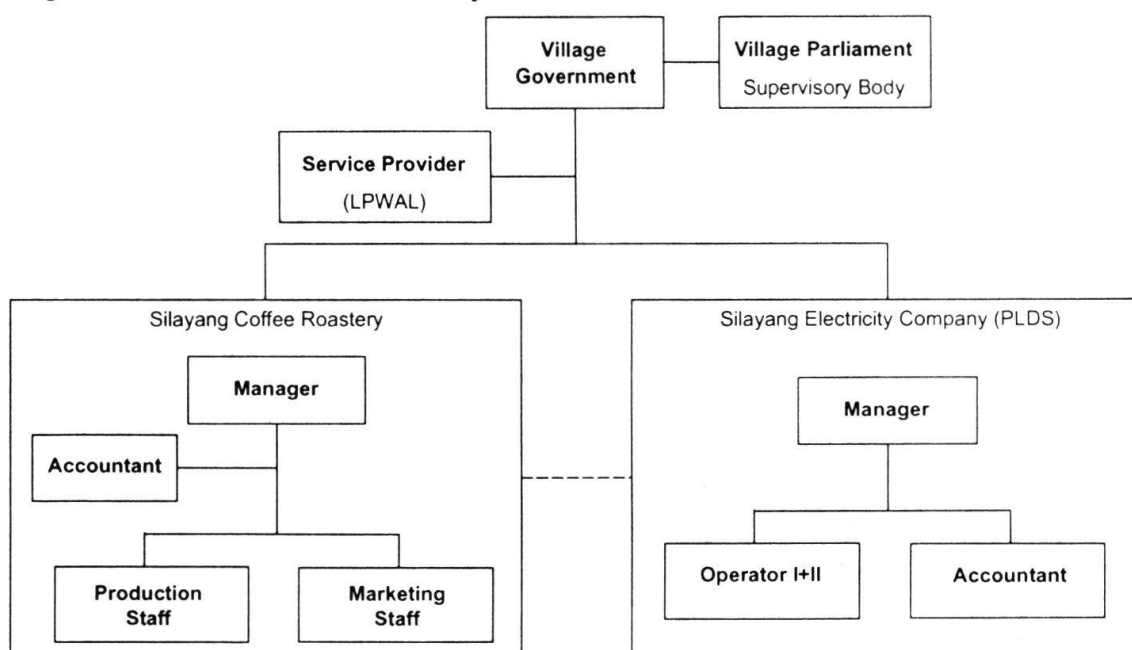 Village
Government
Village Parliament
Supervisory Body
Service Provider
(LPWAL)
Silayang Coffee Roastery
Manager
Accountant
Production
Staff
Marketing
Staff
Silayang Electricity Company (PLDS)
Manager
Operator I+II
Accountant